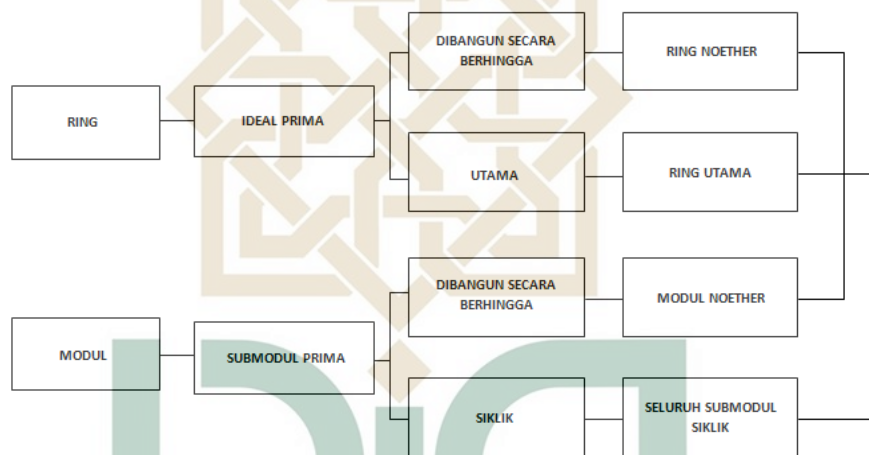 DIBANGUN SECARA
BERHINGGA
RING NOETHER
RING
IDEAL PRIMA
UTAMA
RING UTAMA
DIBANGUN SECARA
BERHINGGA
MODUL NOETHER
MODUL
SUBMODUL PRIMA
SIKLIK
SELURUH SUBMODUL
SIKLIK